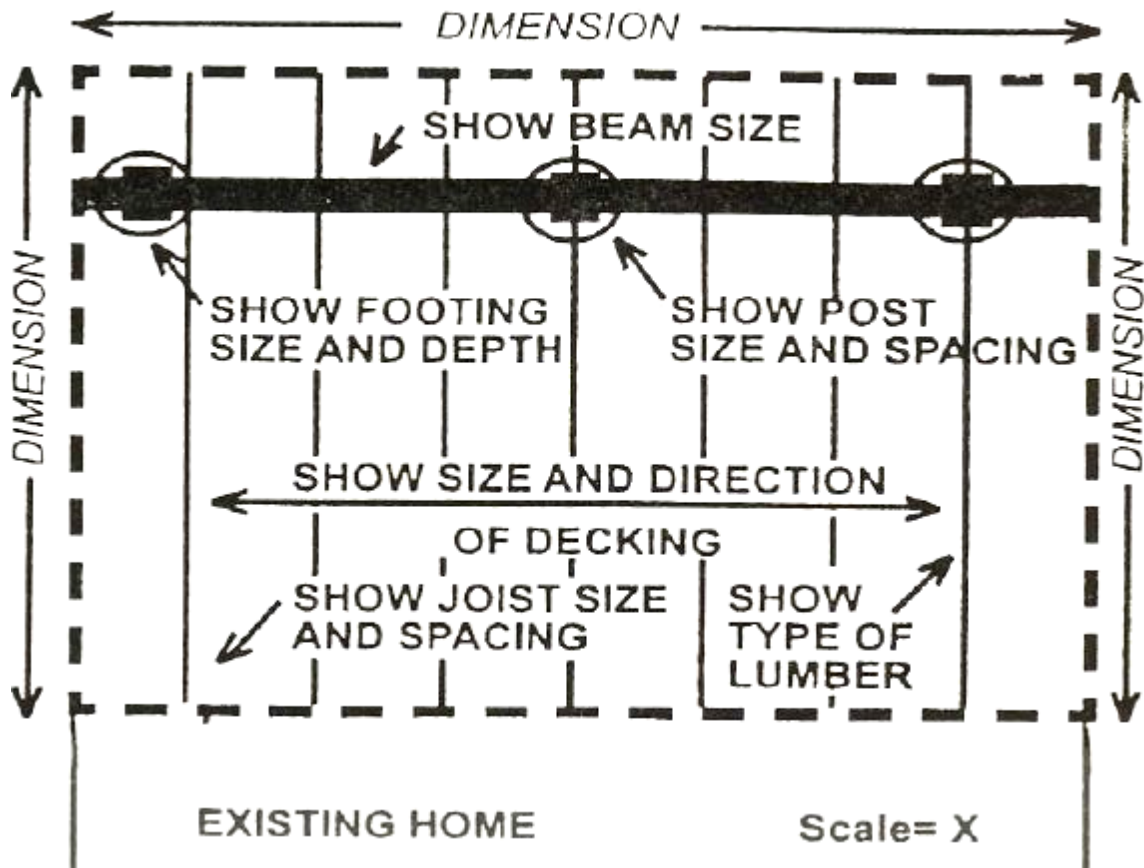 DIMENSION
SHOW BEAM SIZE
DIMENSION
DIMENSION
SHOW FOOTING
SIZE AND DEPTH
SHOW POST
SIZE AND SPACING
SHOW SIZE AND DIRECTION
OF DECKING
SHOW JOIST SIZE
AND SPACING
SHOW
TYPE OF
LUMBER
EXISTING HOME
Scale= X